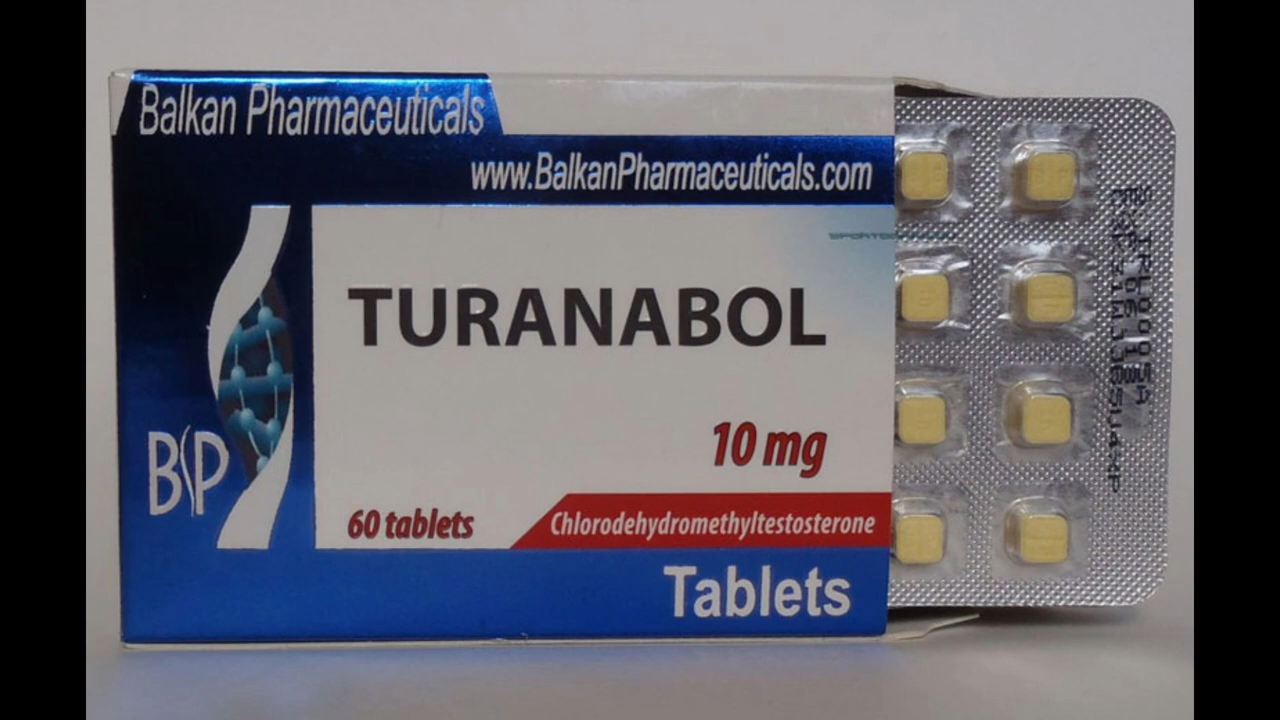 Balkan Pharmaceuticals
www.BalkanPharmaceuticals.com
TURANABOL
10 mg
60 tablets
Chlorodehydromethyltestosterone
BP
Tablets